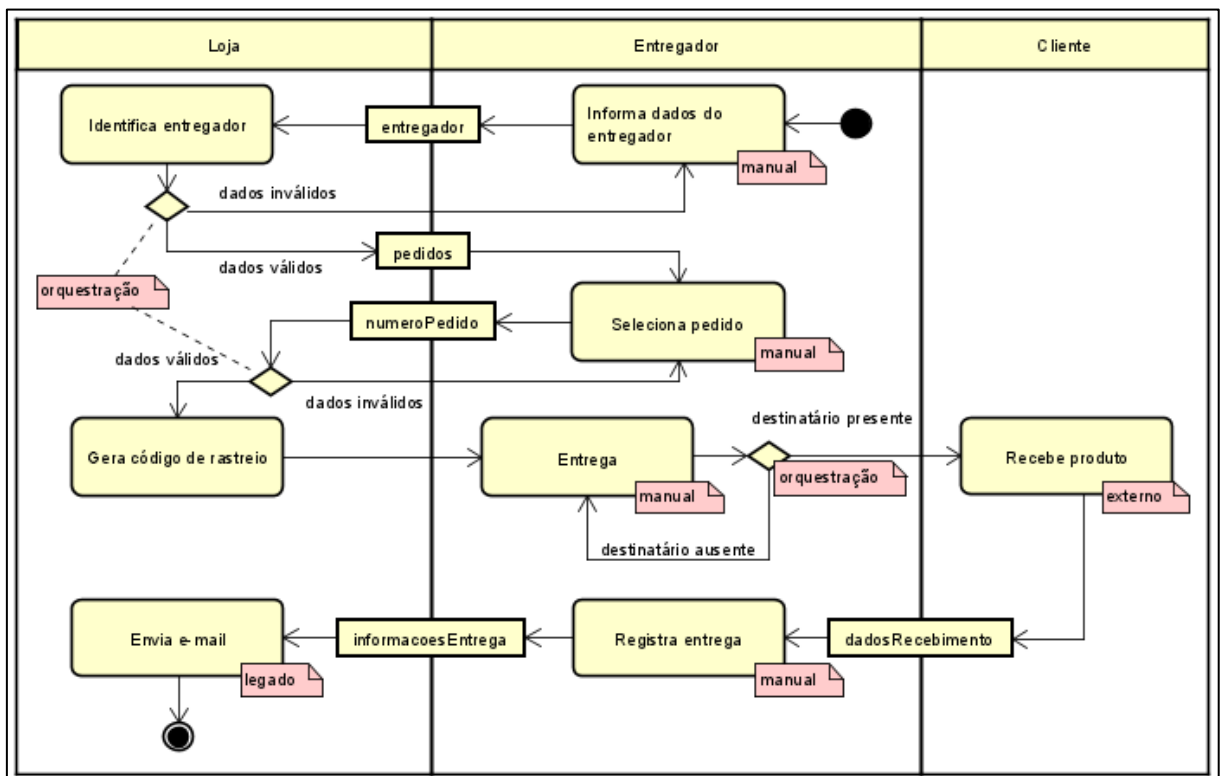 Loja
Entregador
Cliente
Identifica entregador
entregador
Informa dados do
entregador
manual
dados inválidos
pedidos
dados válidos
orquestração
numeroPedido
Seleciona pedido
manual
dados válidos
dados inválidos
destinatário presente
Gera código de rastreio
Entrega
manual
orquestração
Recebe produto
externo
destinatário ausente
Envia e-mail
legado
informacoesEntrega
Registra entrega
manual
dadosRecebimento